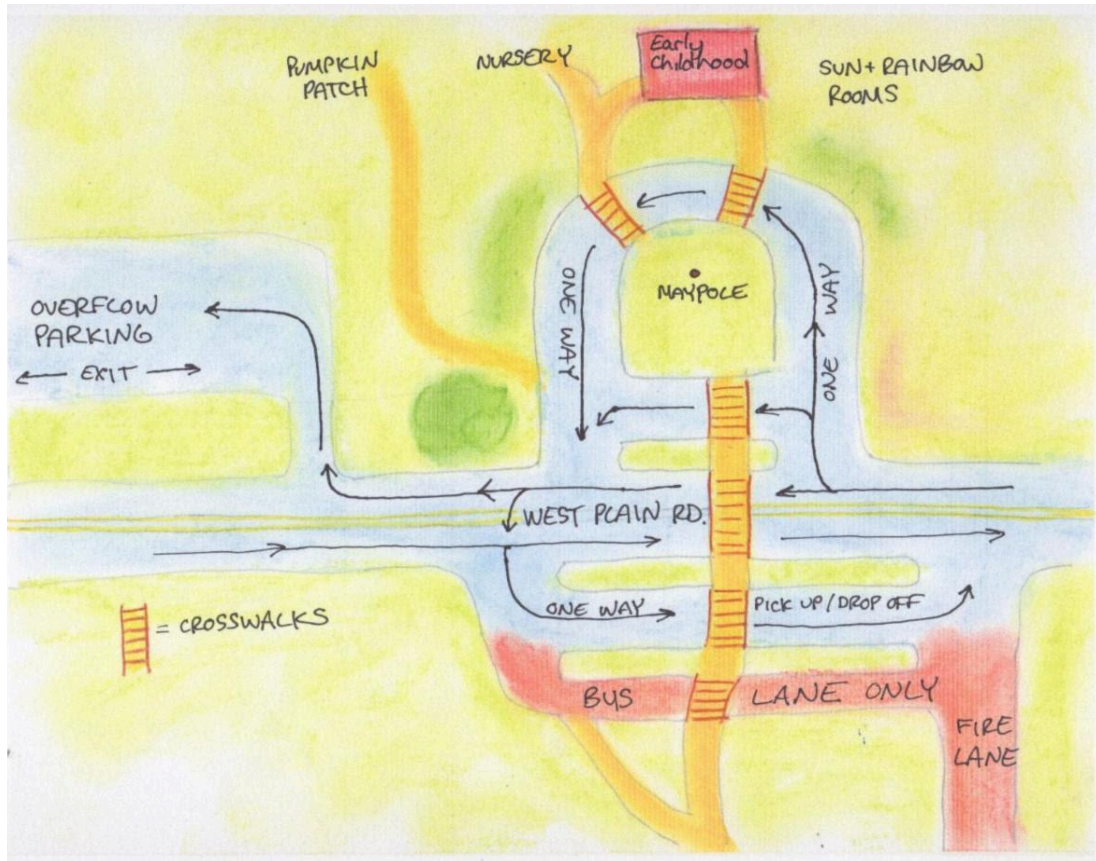 PUMPKIN
PATCH
NURSERY
Early
Childhood
SUN + RAINBOW
ROOMS
MAYPOLE
ONE WAY
ONE WAY
OVERFLOW
PARKING
EXIT
WEST PLAIN RD.
ONE WAY
PICK UP/DROP OFF
= CROSSWALKS
BUS LANE ONLY
FIRE
LANE